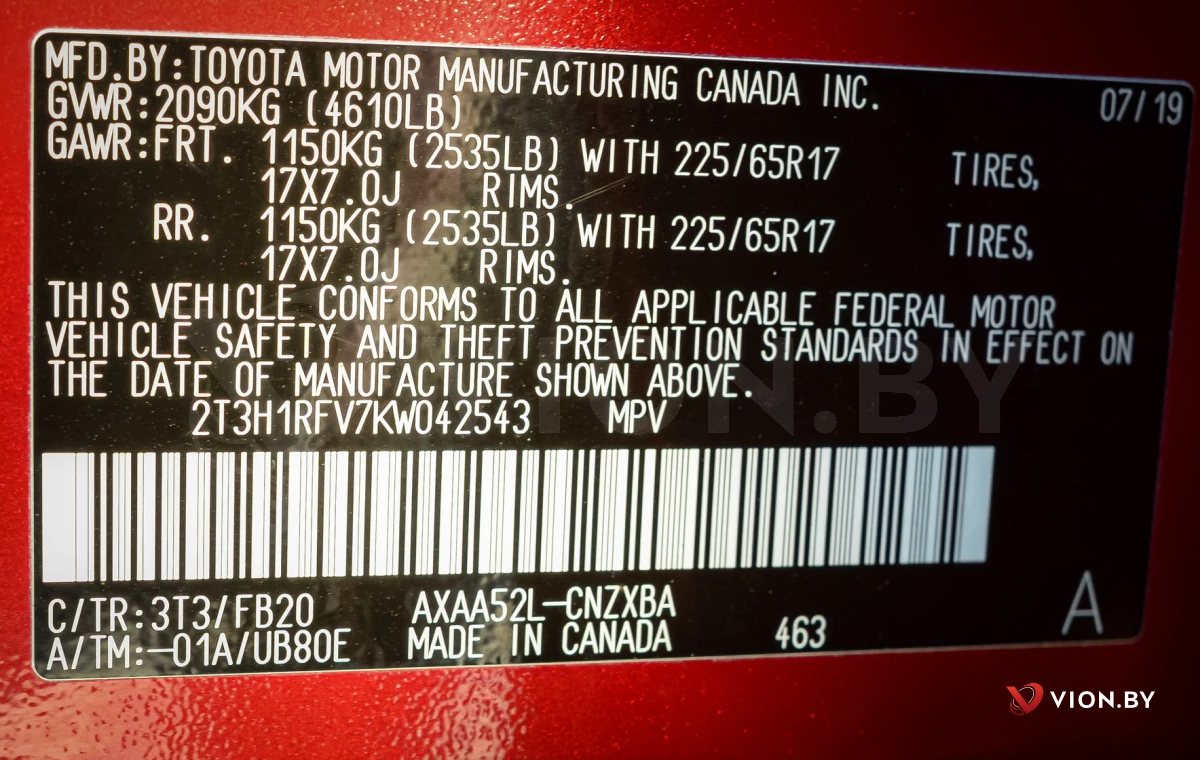 MFD.BY:TOYOTA MOTOR MANUFACTURING CANADA INC.
GVWR:2090KG (4610LB) 07/19
GAWR:FRT. 1150KG (2535LB) WITH 225/65R17 TIRES,
17X7.0J RIMS.
RR. 1150KG (2535LB) WITH 225/65R17 TIRES,
17X7.0J RIMS.
THIS VEHICLE CONFORMS TO ALL APPLICABLE FEDERAL MOTOR
VEHICLE SAFETY AND THEFT PREVENTION STANDARDS IN EFFECT ON
THE DATE OF MANUFACTURE SHOWN ABOVE.
2T3H1RFV7KW042543 MPV
VION.BY
C/TR:3T3/FB20 AXAA52L-CNZXBA
A/TM:-01A/UB80E MADE IN CANADA 463 A
VION.BY